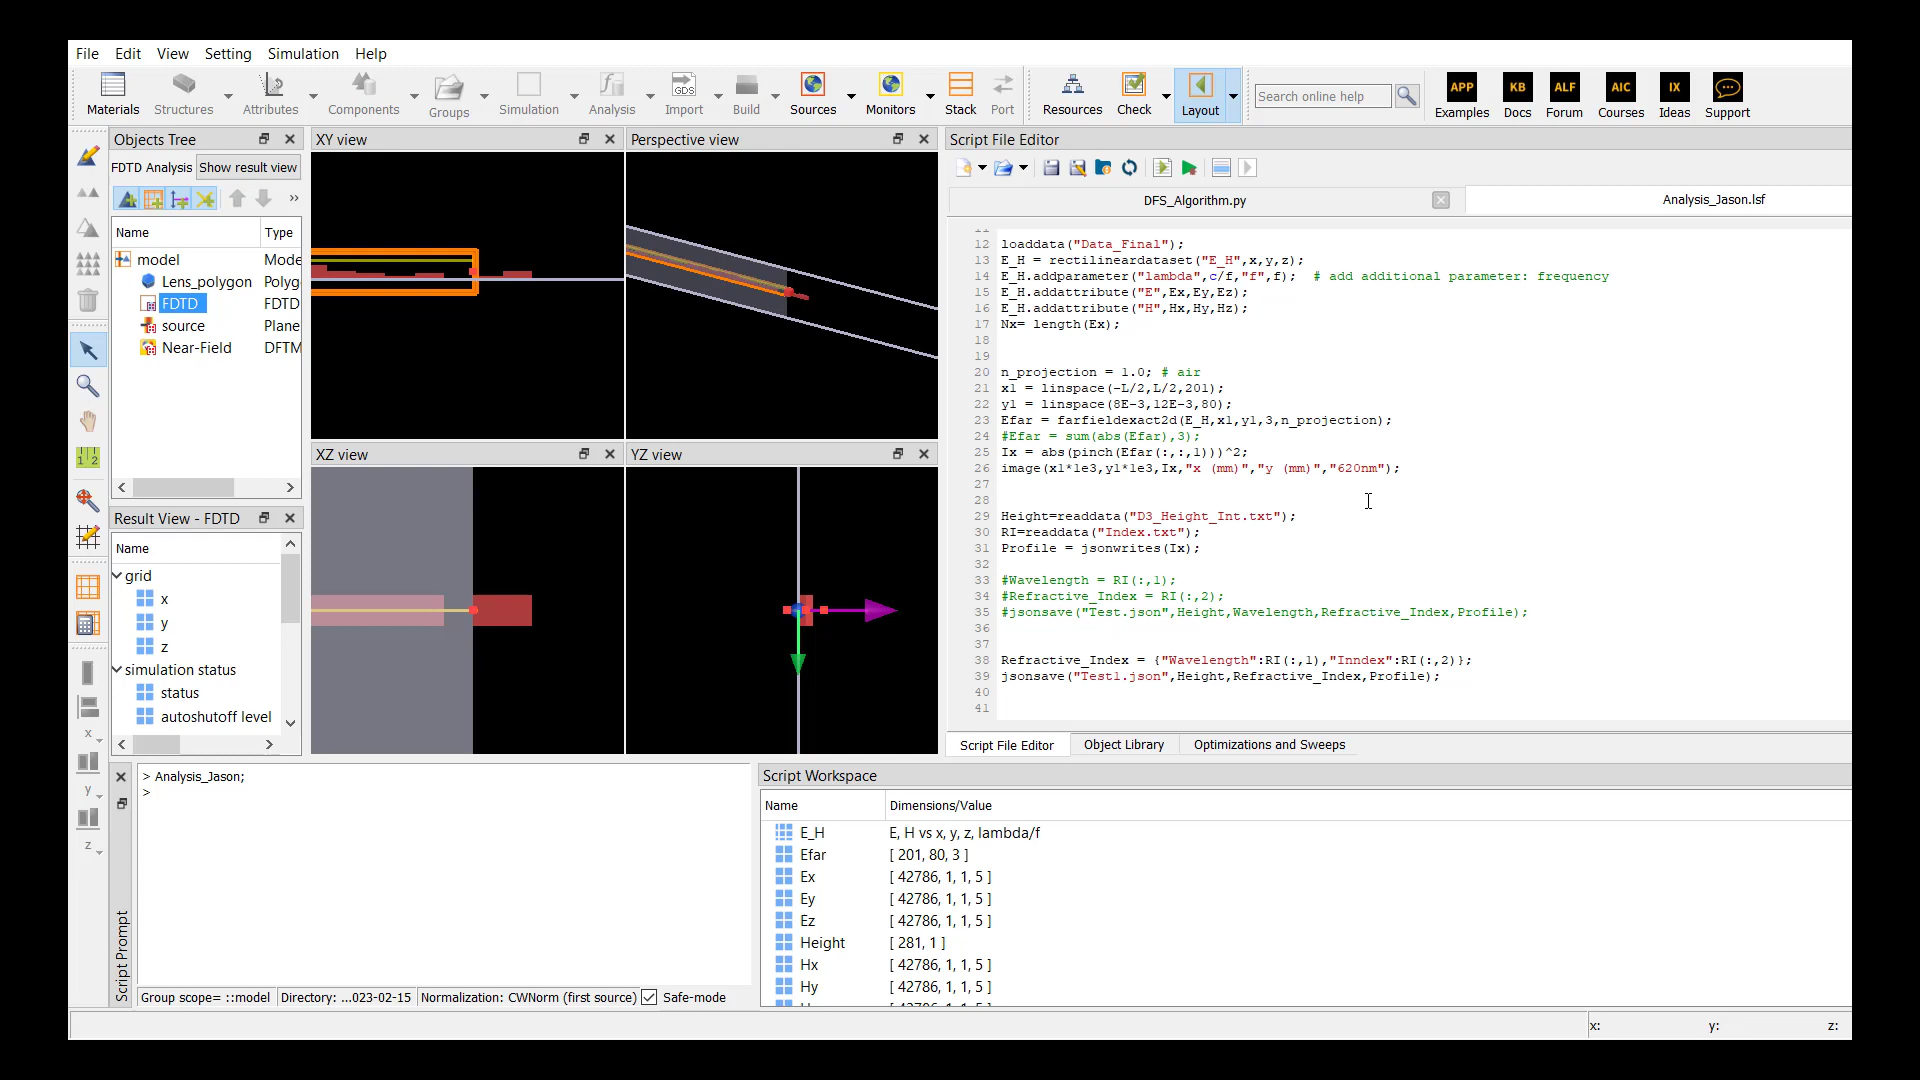 File Edit View Setting Simulation Help
Materials Structures Attributes Components Groups Simulation Analysis Import Build Sources Monitors Stack Port Resources Check Layout Search online help
GDS
APP KB ALF AIC IX
Examples Docs Forum Courses Ideas Support
Objects Tree
FDTD Analysis Show result view
»
Name Type
model Mode
Lens_polygon Polyg
FDTD FDTD
source Plane
Near-Field DFTM
Result View - FDTD
Name
grid
x
y
z
simulation status
status
autoshutoff level
1 2
x
y
z
XY view
Perspective view
XZ view
YZ view
Script File Editor
DFS_Algorithm.py Analysis_Jason.lsf
11
12 loaddata("Data_Final");
13 E_H = rectilineardataset("E_H",x,y,z);
14 E_H.addparameter("lambda",c/f,"f",f); # add additional parameter: frequency
15 E_H.addattribute("E",Ex,Ey,Ez);
16 E_H.addattribute("H",Hx,Hy,Hz);
17 Nx= length(Ex);
18
19
20 n_projection = 1.0; # air
21 x1 = linspace(-L/2,L/2,201);
22 y1 = linspace(8E-3,12E-3,80);
23 Efar = farfieldexact2d(E_H,x1,y1,3,n_projection);
24 #Efar = sum(abs(Efar),3);
25 Ix = abs(pinch(Efar(:,:,1)))^2;
26 image(x1*1e3,y1*1e3,Ix,"x (mm)","y (mm)","620nm");
27
28
29 Height=readdata("D3_Height_Int.txt");
30 RI=readdata("Index.txt");
31 Profile = jsonwrites(Ix);
32
33 #Wavelength = RI(:,1);
34 #Refractive_Index = RI(:,2);
35 #jsonsave("Test.json",Height,Wavelength,Refractive_Index,Profile);
36
37
38 Refractive_Index = {"Wavelength":RI(:,1),"Inndex":RI(:,2)};
39 jsonsave("Test1.json",Height,Refractive_Index,Profile);
40
41
Script File Editor Object Library Optimizations and Sweeps
> Analysis_Jason;
>
Script Prompt
Group scope= ::model Directory: ...023-02-15 Normalization: CWNorm (first source) Safe-mode
Script Workspace
Name Dimensions/Value
E_H E, H vs x, y, z, lambda/f
Efar [ 201, 80, 3 ]
Ex [ 42786, 1, 1, 5 ]
Ey [ 42786, 1, 1, 5 ]
Ez [ 42786, 1, 1, 5 ]
Height [ 281, 1 ]
Hx [ 42786, 1, 1, 5 ]
Hy [ 42786, 1, 1, 5 ]
x: y: z: